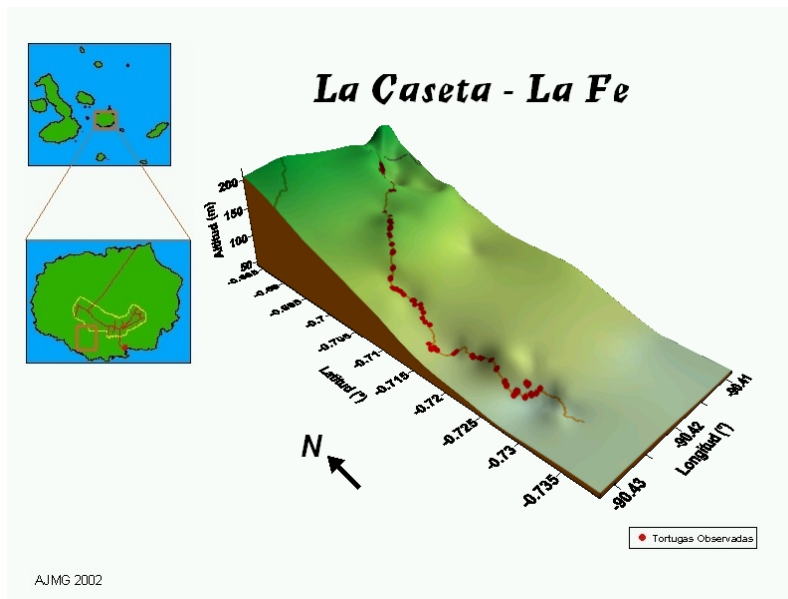 La Caseta - La Fe
200
150
100
50
Altitud (m)
-0.69
-0.695
-0.7
-0.705
-0.71
-0.715
-0.72
-0.725
-0.73
-0.735
Latitud (º)
-90.43
-90.42
-90.41
Longitud (º)
N
Tortugas Observadas
AJMG 2002